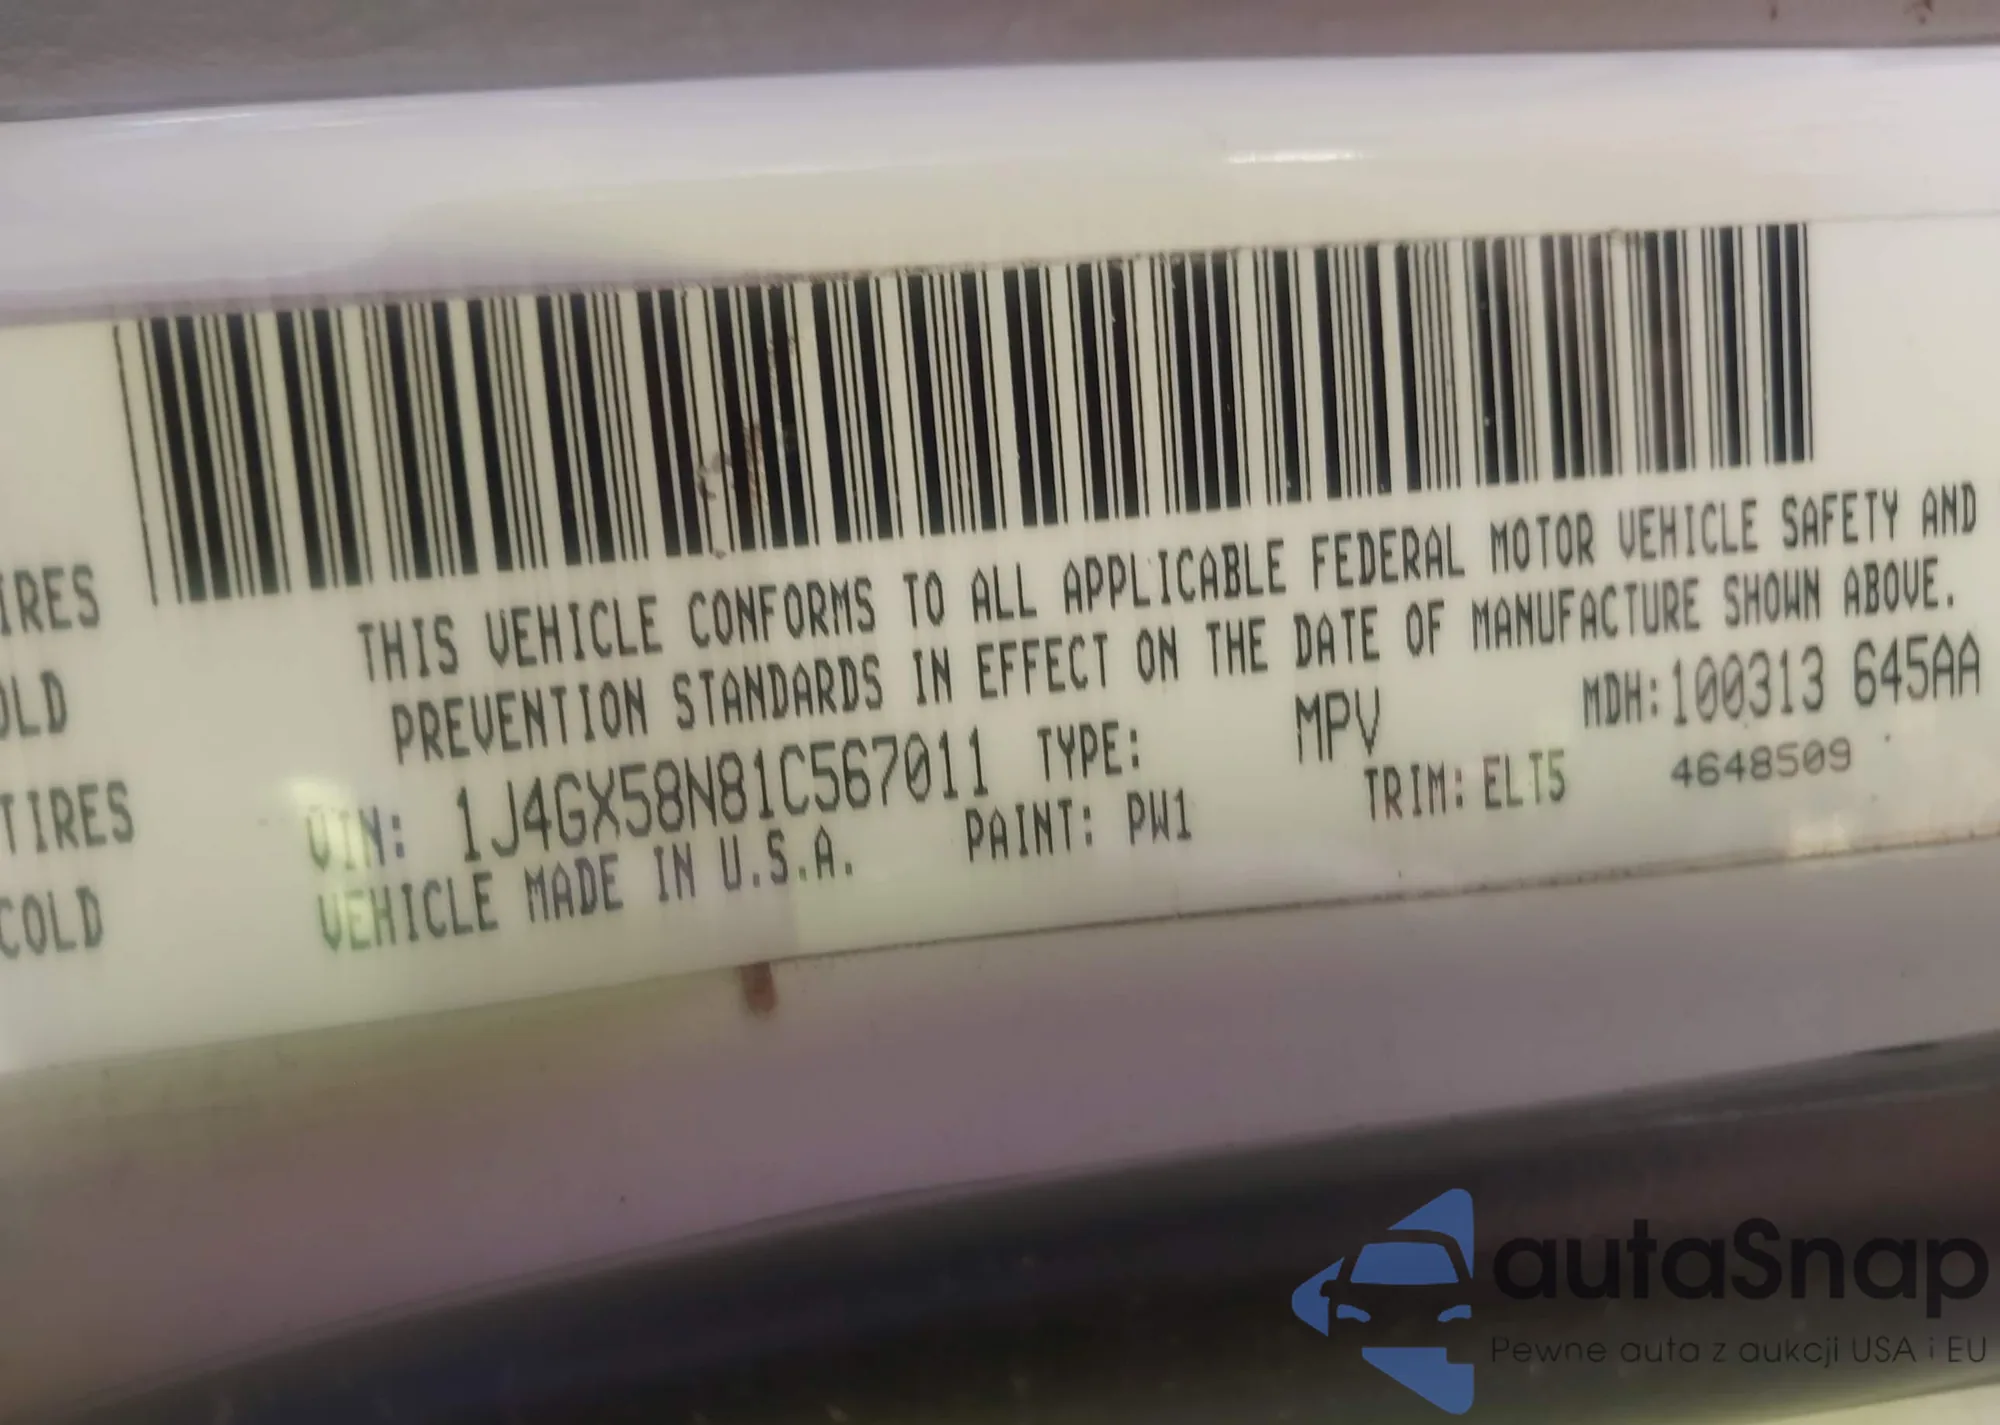 IRES
OLD
TIRES
COLD
THIS VEHICLE CONFORMS TO ALL APPLICABLE FEDERAL MOTOR VEHICLE SAFETY AND
PREVENTION STANDARDS IN EFFECT ON THE DATE OF MANUFACTURE SHOWN ABOVE.
VIN: 1J4GX58N81C567011 TYPE: MPV MDH:100313 645AA
VEHICLE MADE IN U.S.A. PAINT: PW1 TRIM: ELT5 4648509
autaSnap
Pewne auta z aukcji USA i EU